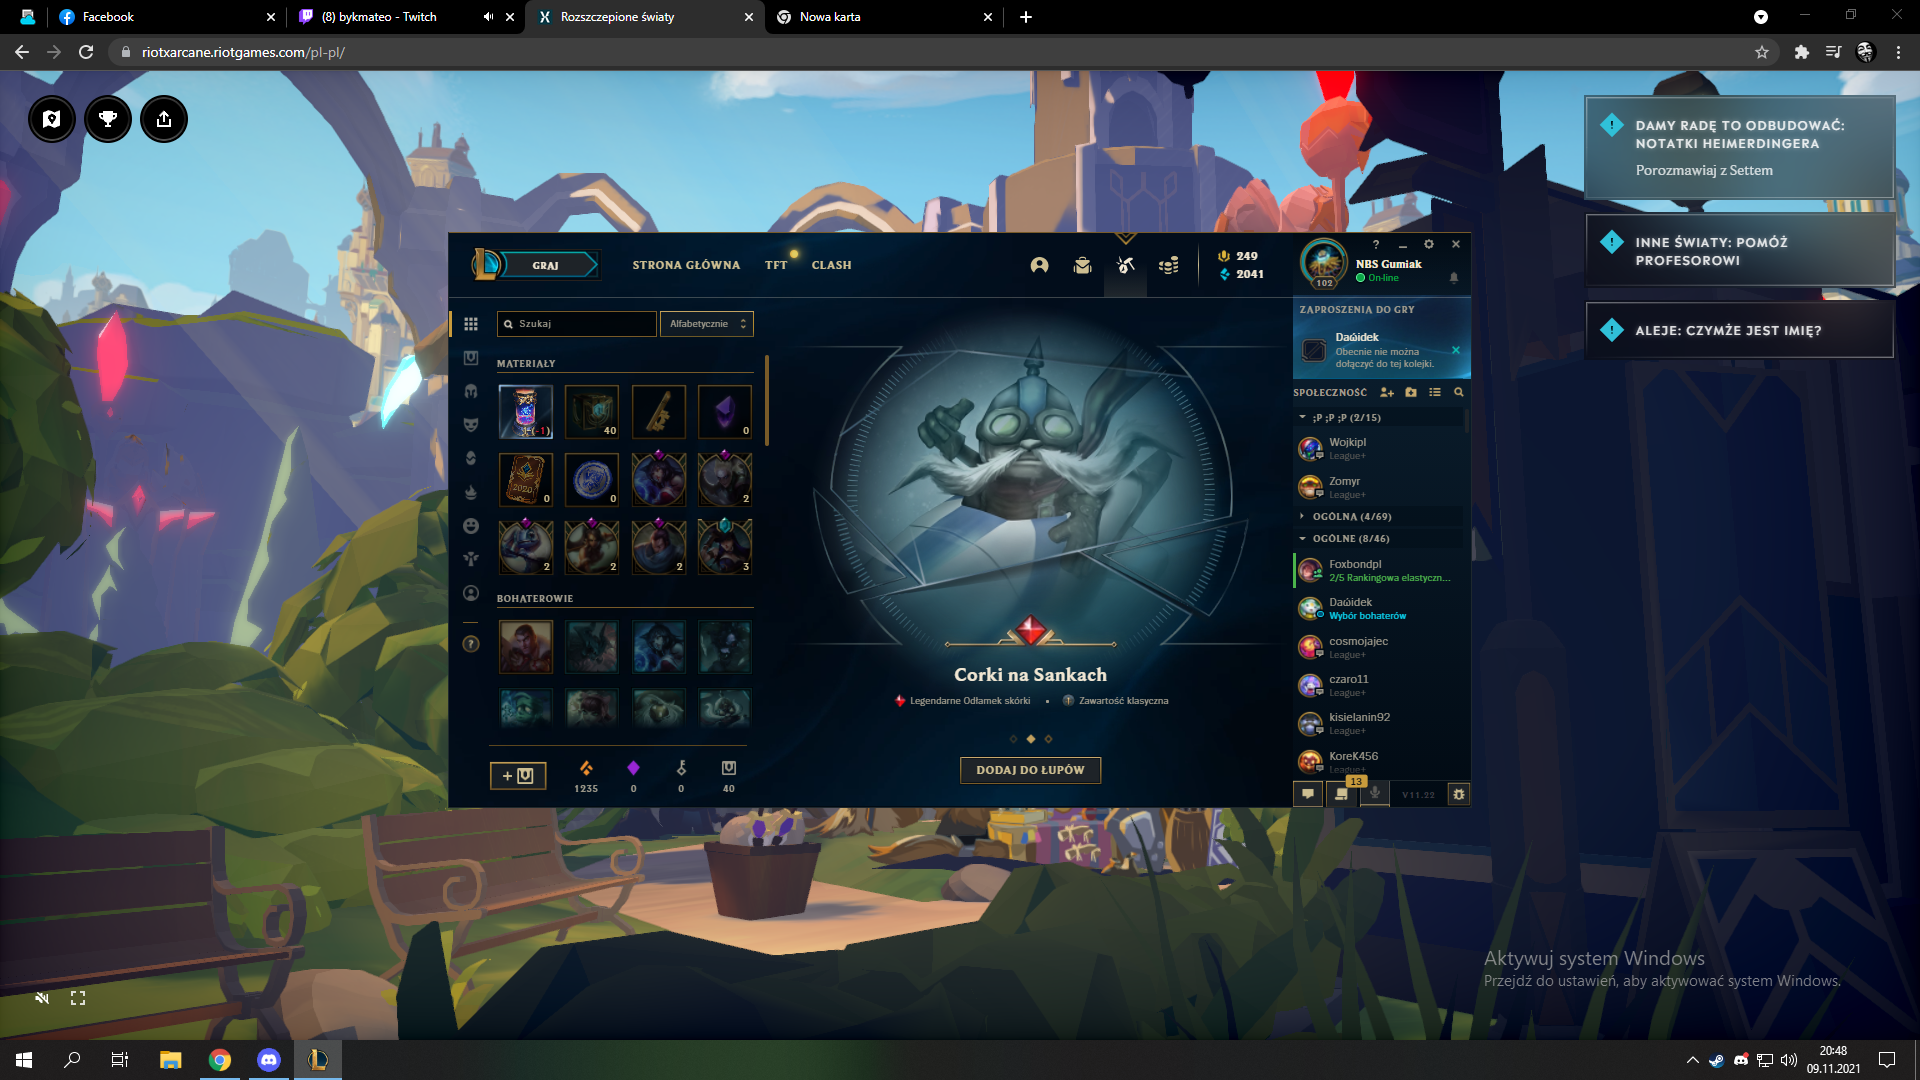 Facebook
(8) bykmateo - Twitch
Rozszczepione światy
Nowa karta
riotxarcane.riotgames.com/pl-pl/
DAMY RADĘ TO ODBUDOWAĆ:
NOTATKI HEIMERDINGERA
Porozmawiaj z Settem
INNE ŚWIATY: POMÓŻ
PROFESOROWI
ALEJE: CZYMŻE JEST IMIĘ?
GRAJ
STRONA GŁÓWNA
TFT
CLASH
249
2041
102
NBS Gumiak
On-line
Szukaj
Alfabetycznie
MATERIAŁY
(-1)
40
0
2020
0
0
2
2
2
2
3
BOHATEROWIE
1235
0
0
40
Corki na Sankach
Legendarne Odłamek skórki
Zawartość klasyczna
DODAJ DO ŁUPÓW
ZAPROSZENIA DO GRY
Daώidek
Obecnie nie można
dołączyć do tej kolejki.
SPOŁECZNOŚĆ
;P ;P ;P (2/15)
Wojkipl
League+
Zomyr
League+
OGÓLNA (4/69)
OGÓLNE (8/46)
Foxbondpl
2/5 Rankingowa elastyczn...
Daώidek
Wybór bohaterów
cosmojajec
League+
czaro11
League+
kisielanin92
League+
KoreK456
League+
13
V11.22
Aktywuj system Windows
Przejdź do ustawień, aby aktywować system Windows.
20:48
09.11.2021